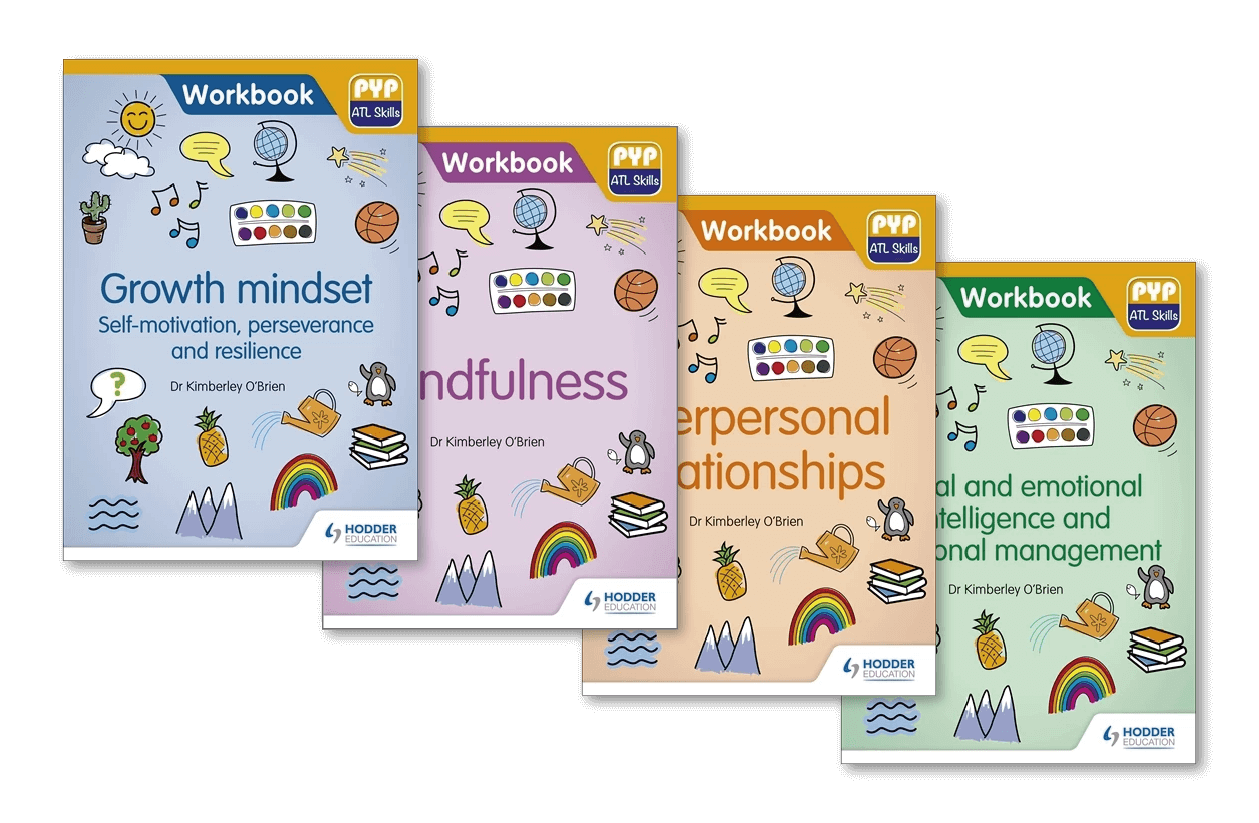 Workbook
PYP
ATL Skills
Growth mindset
Self-motivation, perseverance
and resilience
?
Dr Kimberley O'Brien
HODDER
EDUCATION
Workbook
PYP
ATL Skills
ndfulness
Dr Kimberley O'Brien
HODDER
EDUCATION
Workbook
PYP
ATL Skills
erpersonal
ationships
Dr Kimberley O'Brien
HODDER
EDUCATION
Workbook
PYP
ATL Skills
al and emotional
ntelligence and
onal management
Dr Kimberley O'Brien
HODDER
EDUCATION